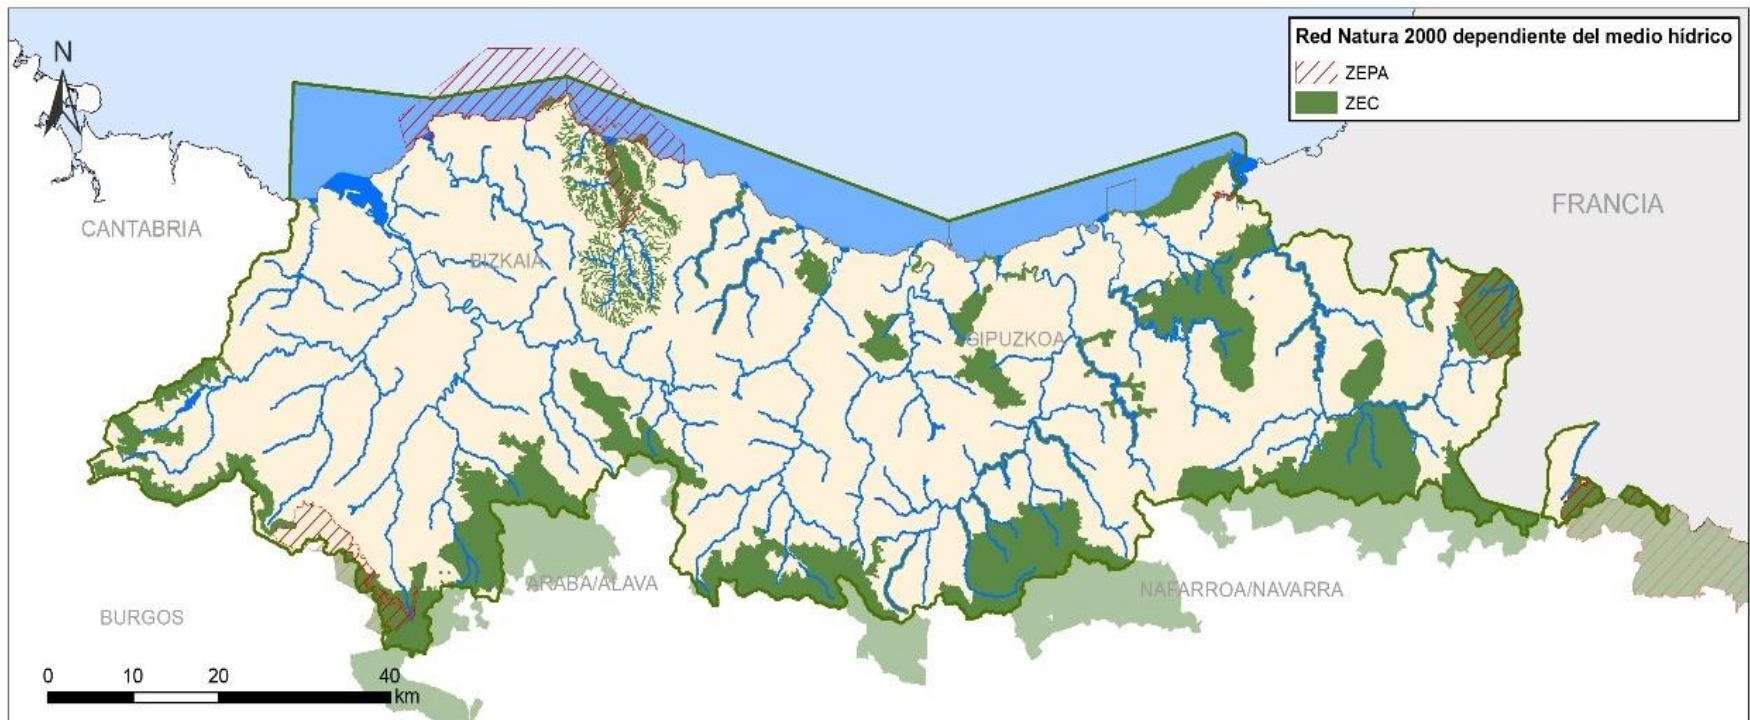 Red Natura 2000 dependiente del medio hídrico
ZEPA
ZEC
N
FRANCIA
CANTABRIA
BIZKAIA
GIPUZKOA
ARABA/ALAVA
NAFARROA/NAVARRA
BURGOS
0 10 20 40
km